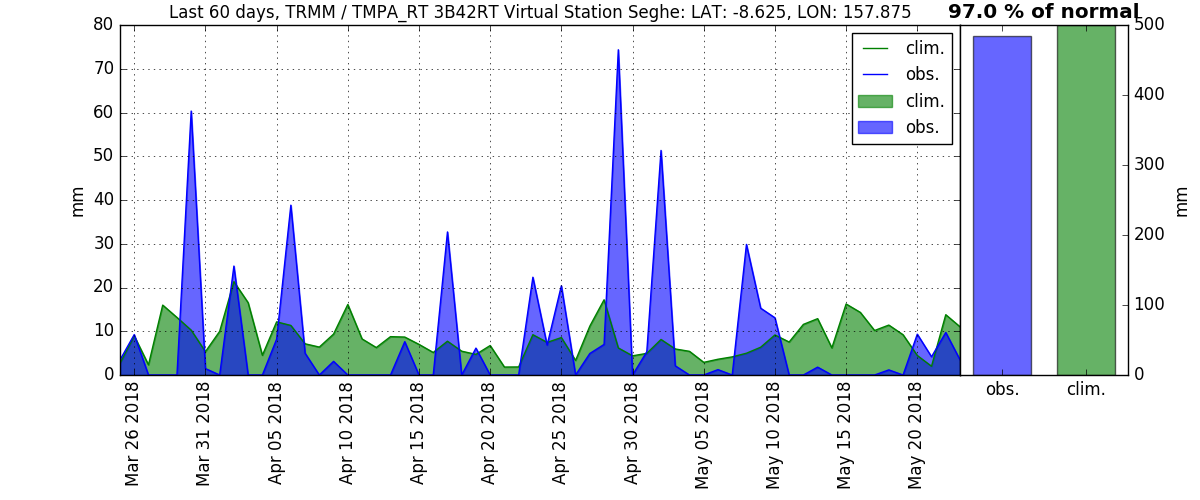 Last 60 days, TRMM / TMPA_RT 3B42RT Virtual Station Seghe: LAT: -8.625, LON: 157.875
97.0 % of normal
80
70
60
50
40
30
20
10
0
mm
clim.
obs.
clim.
obs.
500
400
300
200
100
0
mm
Mar 26 2018
Mar 31 2018
Apr 05 2018
Apr 10 2018
Apr 15 2018
Apr 20 2018
Apr 25 2018
Apr 30 2018
May 05 2018
May 10 2018
May 15 2018
May 20 2018
obs.
clim.